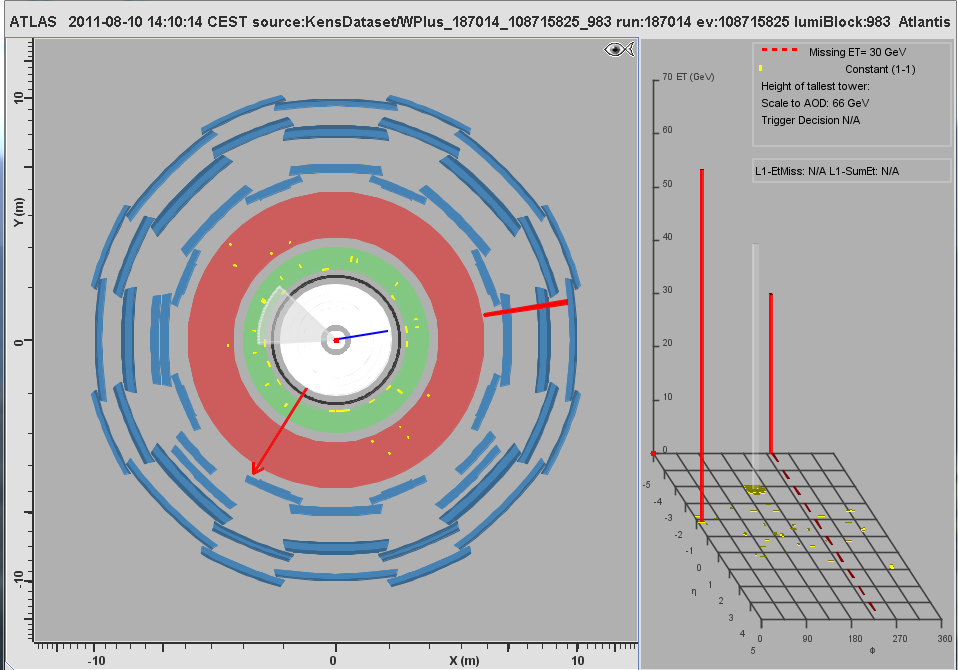 ATLAS 2011-08-10 14:10:14 CEST source:KensDataset/WPlus_187014_108715825_983 run:187014 ev:108715825 lumiBlock:983 Atlantis
Missing ET= 30 GeV
Constant (1-1)
Height of tallest tower:
Scale to AOD: 66 GeV
Trigger Decision N/A
L1-EtMiss: N/A L1-SumEt: N/A
70 ET (GeV)
60
50
40
30
20
10
0
-5
-4
-3
-2
-1
0
1
2
3
4
5
η
0 90 180 270 360
Φ
10
Y (m)
0
-10
-10 0 X (m) 10